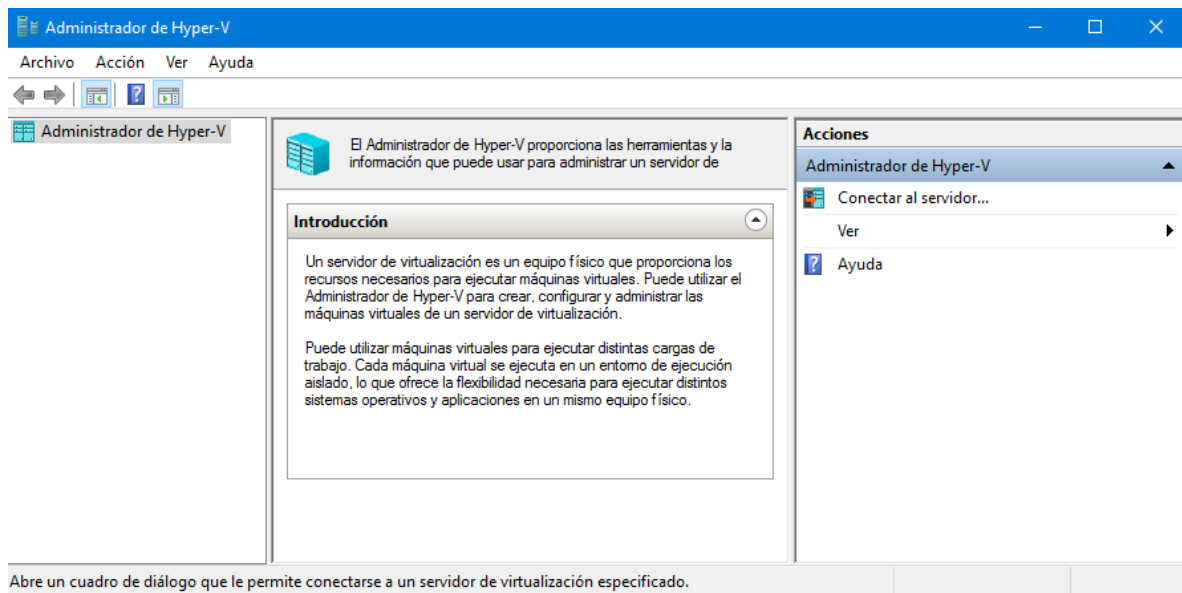 Administrador de Hyper-V
Archivo Acción Ver Ayuda
Administrador de Hyper-V
El Administrador de Hyper-V proporciona las herramientas y la
información que puede usar para administrar un servidor de
Introducción
Un servidor de virtualización es un equipo físico que proporciona los
recursos necesarios para ejecutar máquinas virtuales. Puede utilizar el
Administrador de Hyper-V para crear, configurar y administrar las
máquinas virtuales de un servidor de virtualización.
Puede utilizar máquinas virtuales para ejecutar distintas cargas de
trabajo. Cada máquina virtual se ejecuta en un entorno de ejecución
aislado, lo que ofrece la flexibilidad necesaria para ejecutar distintos
sistemas operativos y aplicaciones en un mismo equipo físico.
Acciones
Administrador de Hyper-V
Conectar al servidor...
Ver
Ayuda
Abre un cuadro de diálogo que le permite conectarse a un servidor de virtualización especificado.